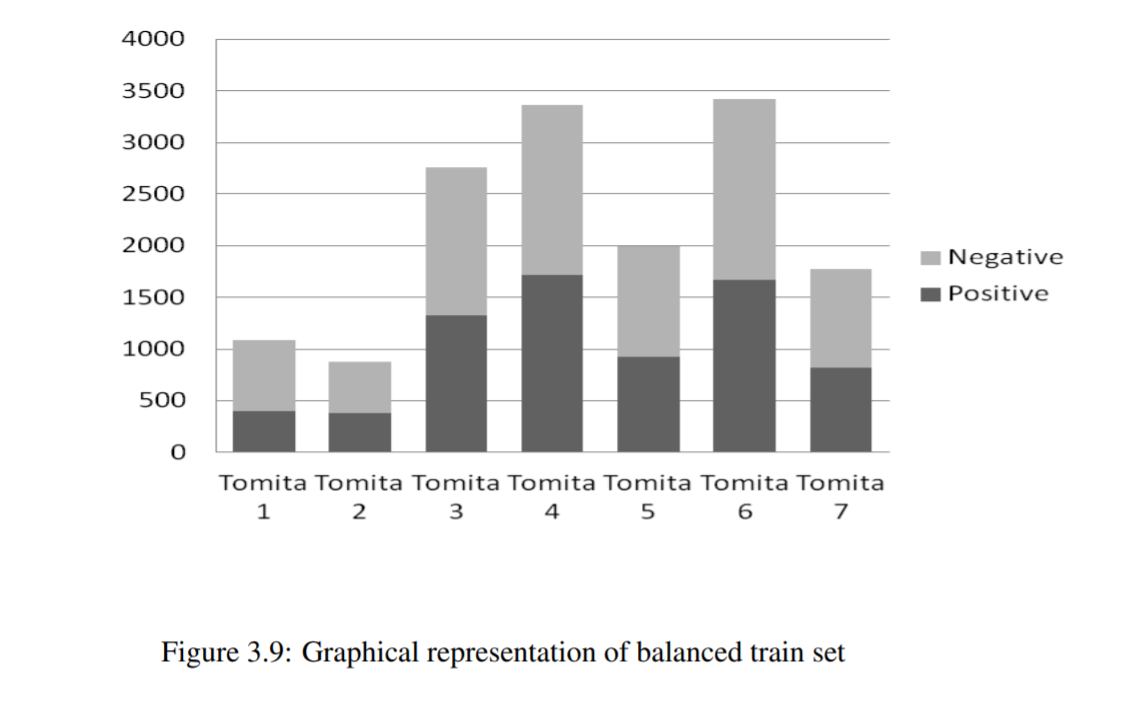 4000
3500
3000
2500
2000
1500
1000
500
0
Negative
Positive
Tomita Tomita Tomita Tomita Tomita Tomita Tomita
1 2 3 4 5 6 7
Figure 3.9: Graphical representation of balanced train set